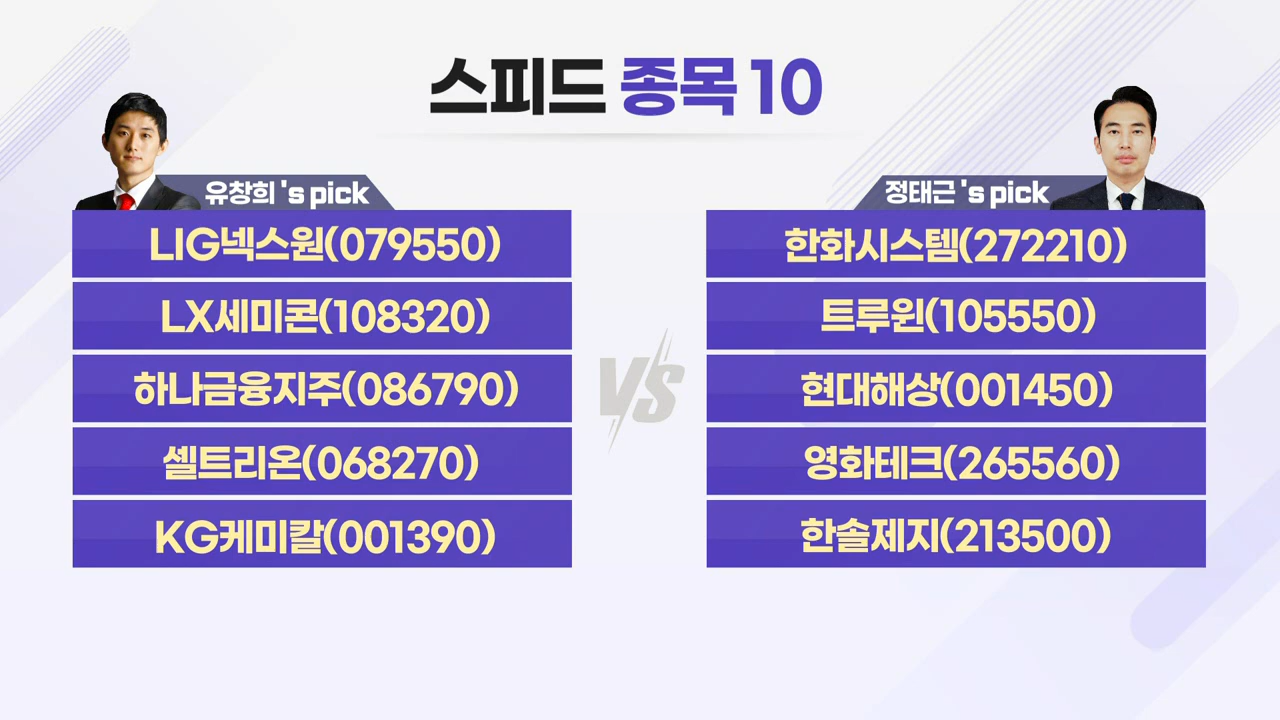 스피드 종목 10
유창희 's pick
LIG넥스원(079550)
LX세미콘(108320)
하나금융지주(086790)
셀트리온(068270)
KG케미칼(001390)
VS
정태근 's pick
한화시스템(272210)
트루윈(105550)
현대해상(001450)
영화테크(265560)
한솔제지(213500)